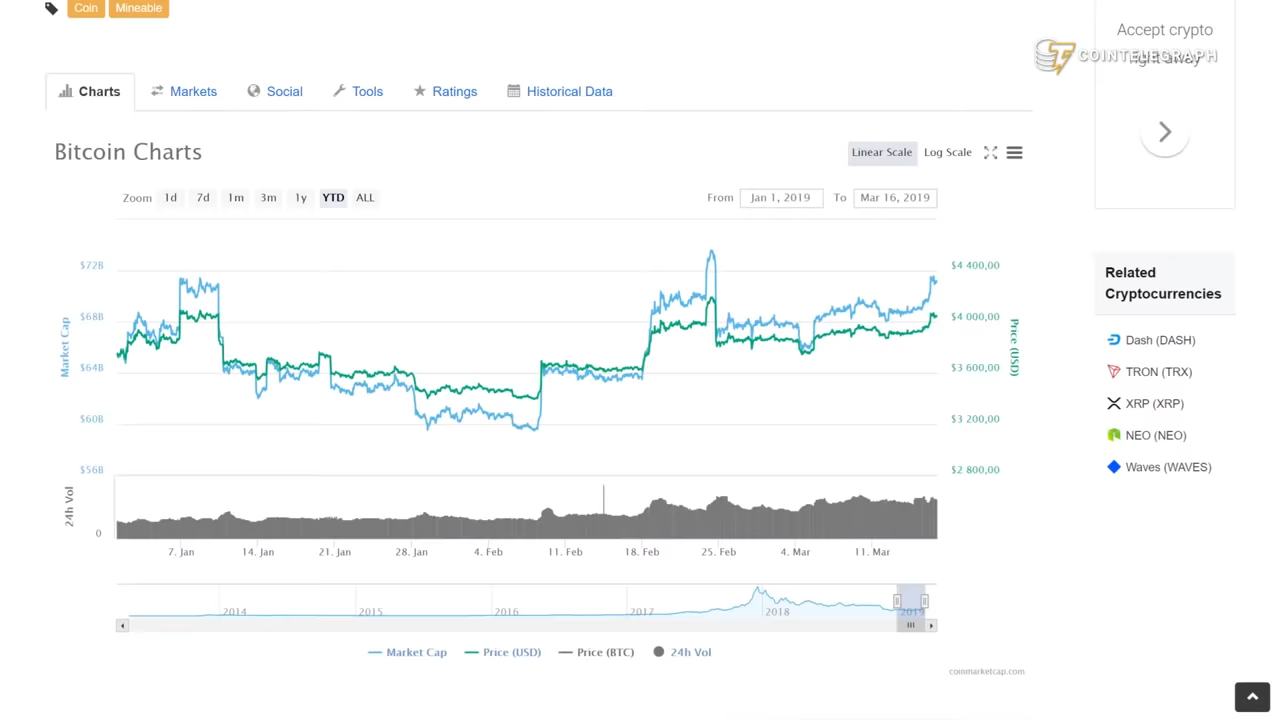 Coin Mineable
Accept crypto
right away
COINTELEGRAPH
Charts Markets Social Tools Ratings Historical Data
Bitcoin Charts
Linear Scale Log Scale
Zoom 1d 7d 1m 3m 1y YTD ALL
From Jan 1, 2019 To Mar 16, 2019
$72B
$68B
$64B
$60B
$56B
Market Cap
$4 400,00
$4 000,00
$3 600,00
$3 200,00
$2 800,00
Price (USD)
24h Vol
0
7. Jan 14. Jan 21. Jan 28. Jan 4. Feb 11. Feb 18. Feb 25. Feb 4. Mar 11. Mar
2014 2015 2016 2017 2018 2019
Market Cap Price (USD) Price (BTC) 24h Vol
coinmarketcap.com
Related
Cryptocurrencies
Dash (DASH)
TRON (TRX)
XRP (XRP)
NEO (NEO)
Waves (WAVES)